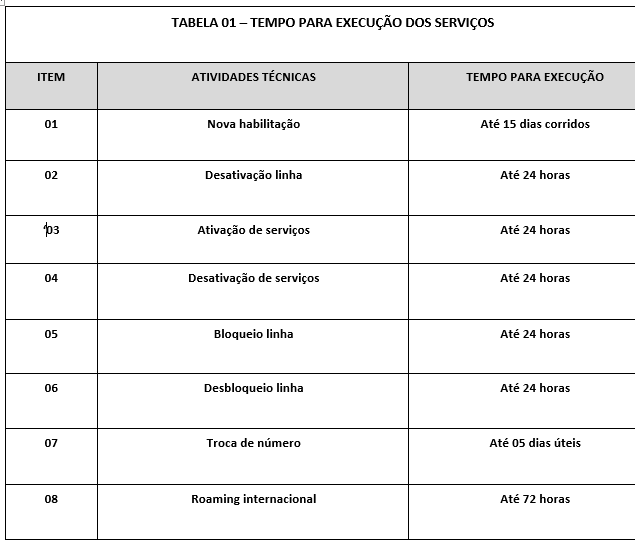 TABELA 01 – TEMPO PARA EXECUÇÃO DOS SERVIÇOS
ITEM ATIVIDADES TÉCNICAS TEMPO PARA EXECUÇÃO
01 Nova habilitação Até 15 dias corridos
02 Desativação linha Até 24 horas
03 Ativação de serviços Até 24 horas
04 Desativação de serviços Até 24 horas
05 Bloqueio linha Até 24 horas
06 Desbloqueio linha Até 24 horas
07 Troca de número Até 05 dias úteis
08 Roaming internacional Até 72 horas